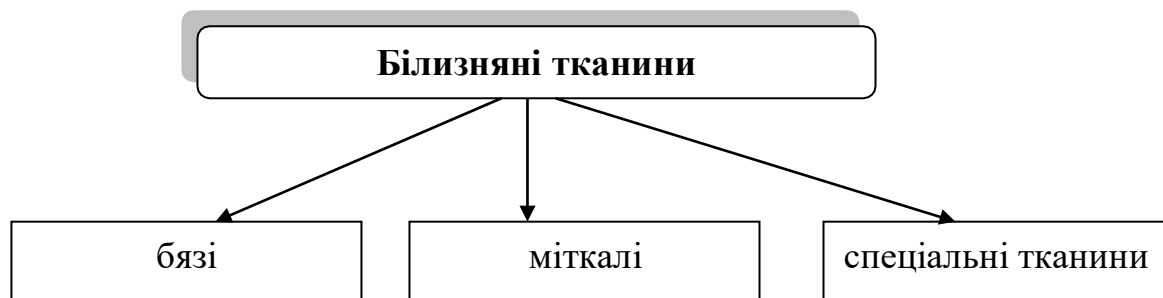 Білизняні тканини
бязі
міткалі
спеціальні тканини